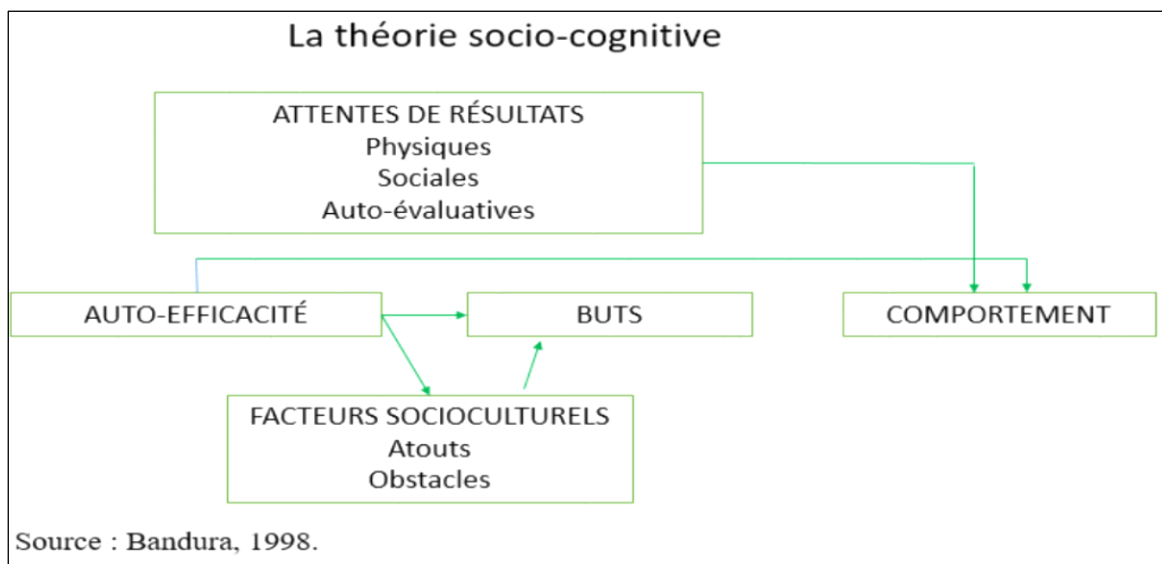 La théorie socio-cognitive
ATTENTES DE RÉSULTATS
Physiques
Sociales
Auto-évaluatives
AUTO-EFFICACITÉ
BUTS
COMPORTEMENT
FACTEURS SOCIOCULTURELS
Atouts
Obstacles
Source : Bandura, 1998.